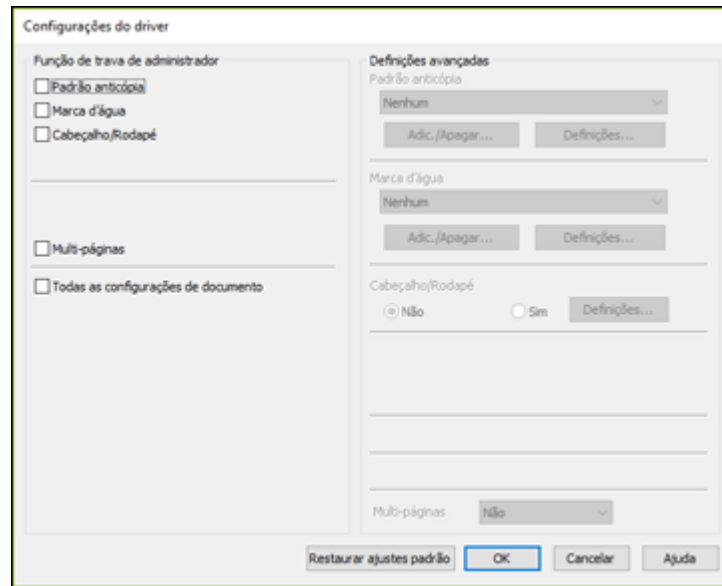 Configurações do driver
Função de trava de administrador
Padrão anticópia
Marca d'água
Cabeçalho/Rodapé
Multi-páginas
Todas as configurações de documento
Definições avançadas
Padrão anticópia
Nenhum
Adic./Apagar... Definições...
Marca d'água
Nenhum
Adic./Apagar... Definições...
Cabeçalho/Rodapé
Não Sim Definições...
Multi-páginas Não
Restaurar ajustes padrão OK Cancelar Ajuda